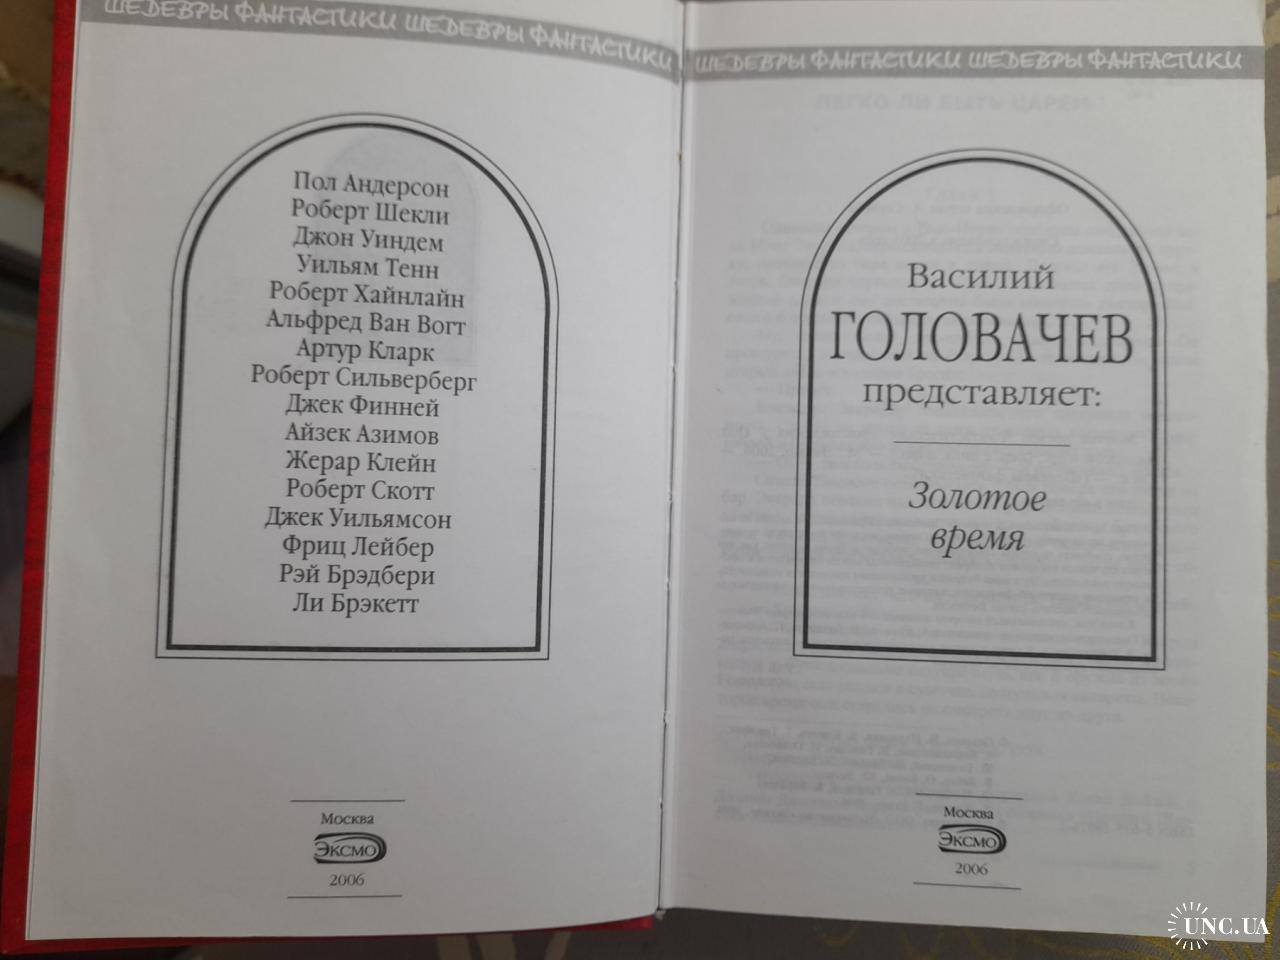 ШЕДЕВРЫ ФАНТАСТИКИ ШЕДЕВРЫ ФАНТАСТИКИ
Пол Андерсон
Роберт Шекли
Джон Уиндем
Уильям Тенн
Роберт Хайнлайн
Альфред Ван Вогт
Артур Кларк
Роберт Сильверберг
Джек Финней
Айзек Азимов
Жерар Клейн
Роберт Скотт
Джек Уильямсон
Фриц Лейбер
Рэй Брэдбери
Ли Брэкетт
Москва
ЭКСМО
2006
ШЕДЕВРЫ ФАНТАСТИКИ ШЕДЕВРЫ ФАНТАСТИКИ
Василий
ГОЛОВАЧЕВ
представляет:
Золотое
время
Москва
ЭКСМО
2006
UNC.UA